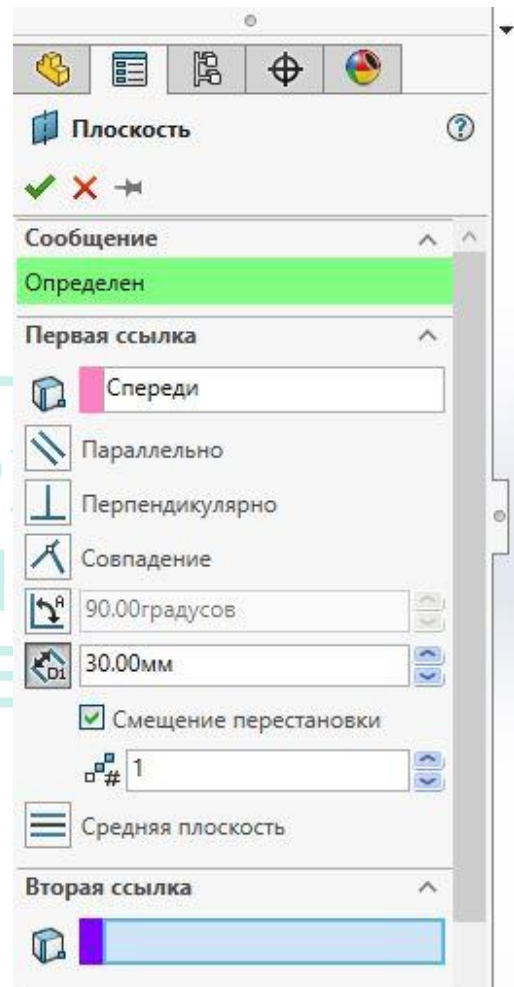 Плоскость
Сообщение
Определен
Первая ссылка
Спереди
Параллельно
Перпендикулярно
Совпадение
90.00градусов
30.00мм
Смещение перестановки
# 1
Средняя плоскость
Вторая ссылка